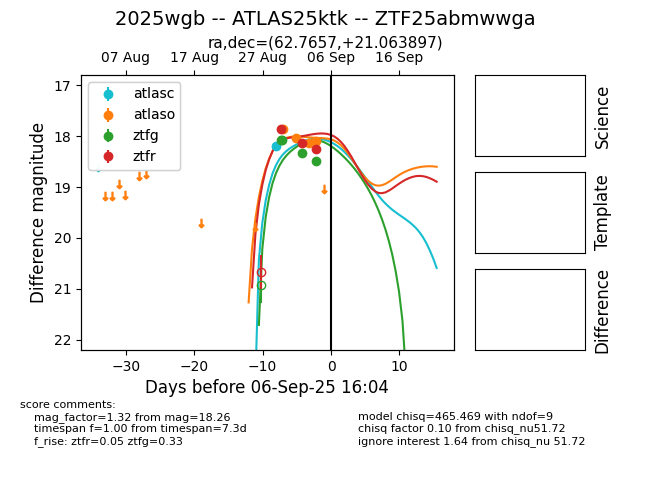 2025wgb -- ATLAS25ktk -- ZTF25abmwwga
ra,dec=(62.7657,+21.063897)
07 Aug 17 Aug 27 Aug 06 Sep 16 Sep
17
18
19
20
21
22
Difference magnitude
atlasc
atlaso
ztfg
ztfr
−30 −20 −10 0 10
Days before 06-Sep-25 16:04
Science
Template
Difference
score comments:
mag_factor=1.32 from mag=18.26
timespan f=1.00 from timespan=7.3d
f_rise: ztfr=0.05 ztfg=0.33
model chisq=465.469 with ndof=9
chisq factor 0.10 from chisq_nu51.72
ignore interest 1.64 from chisq_nu 51.72